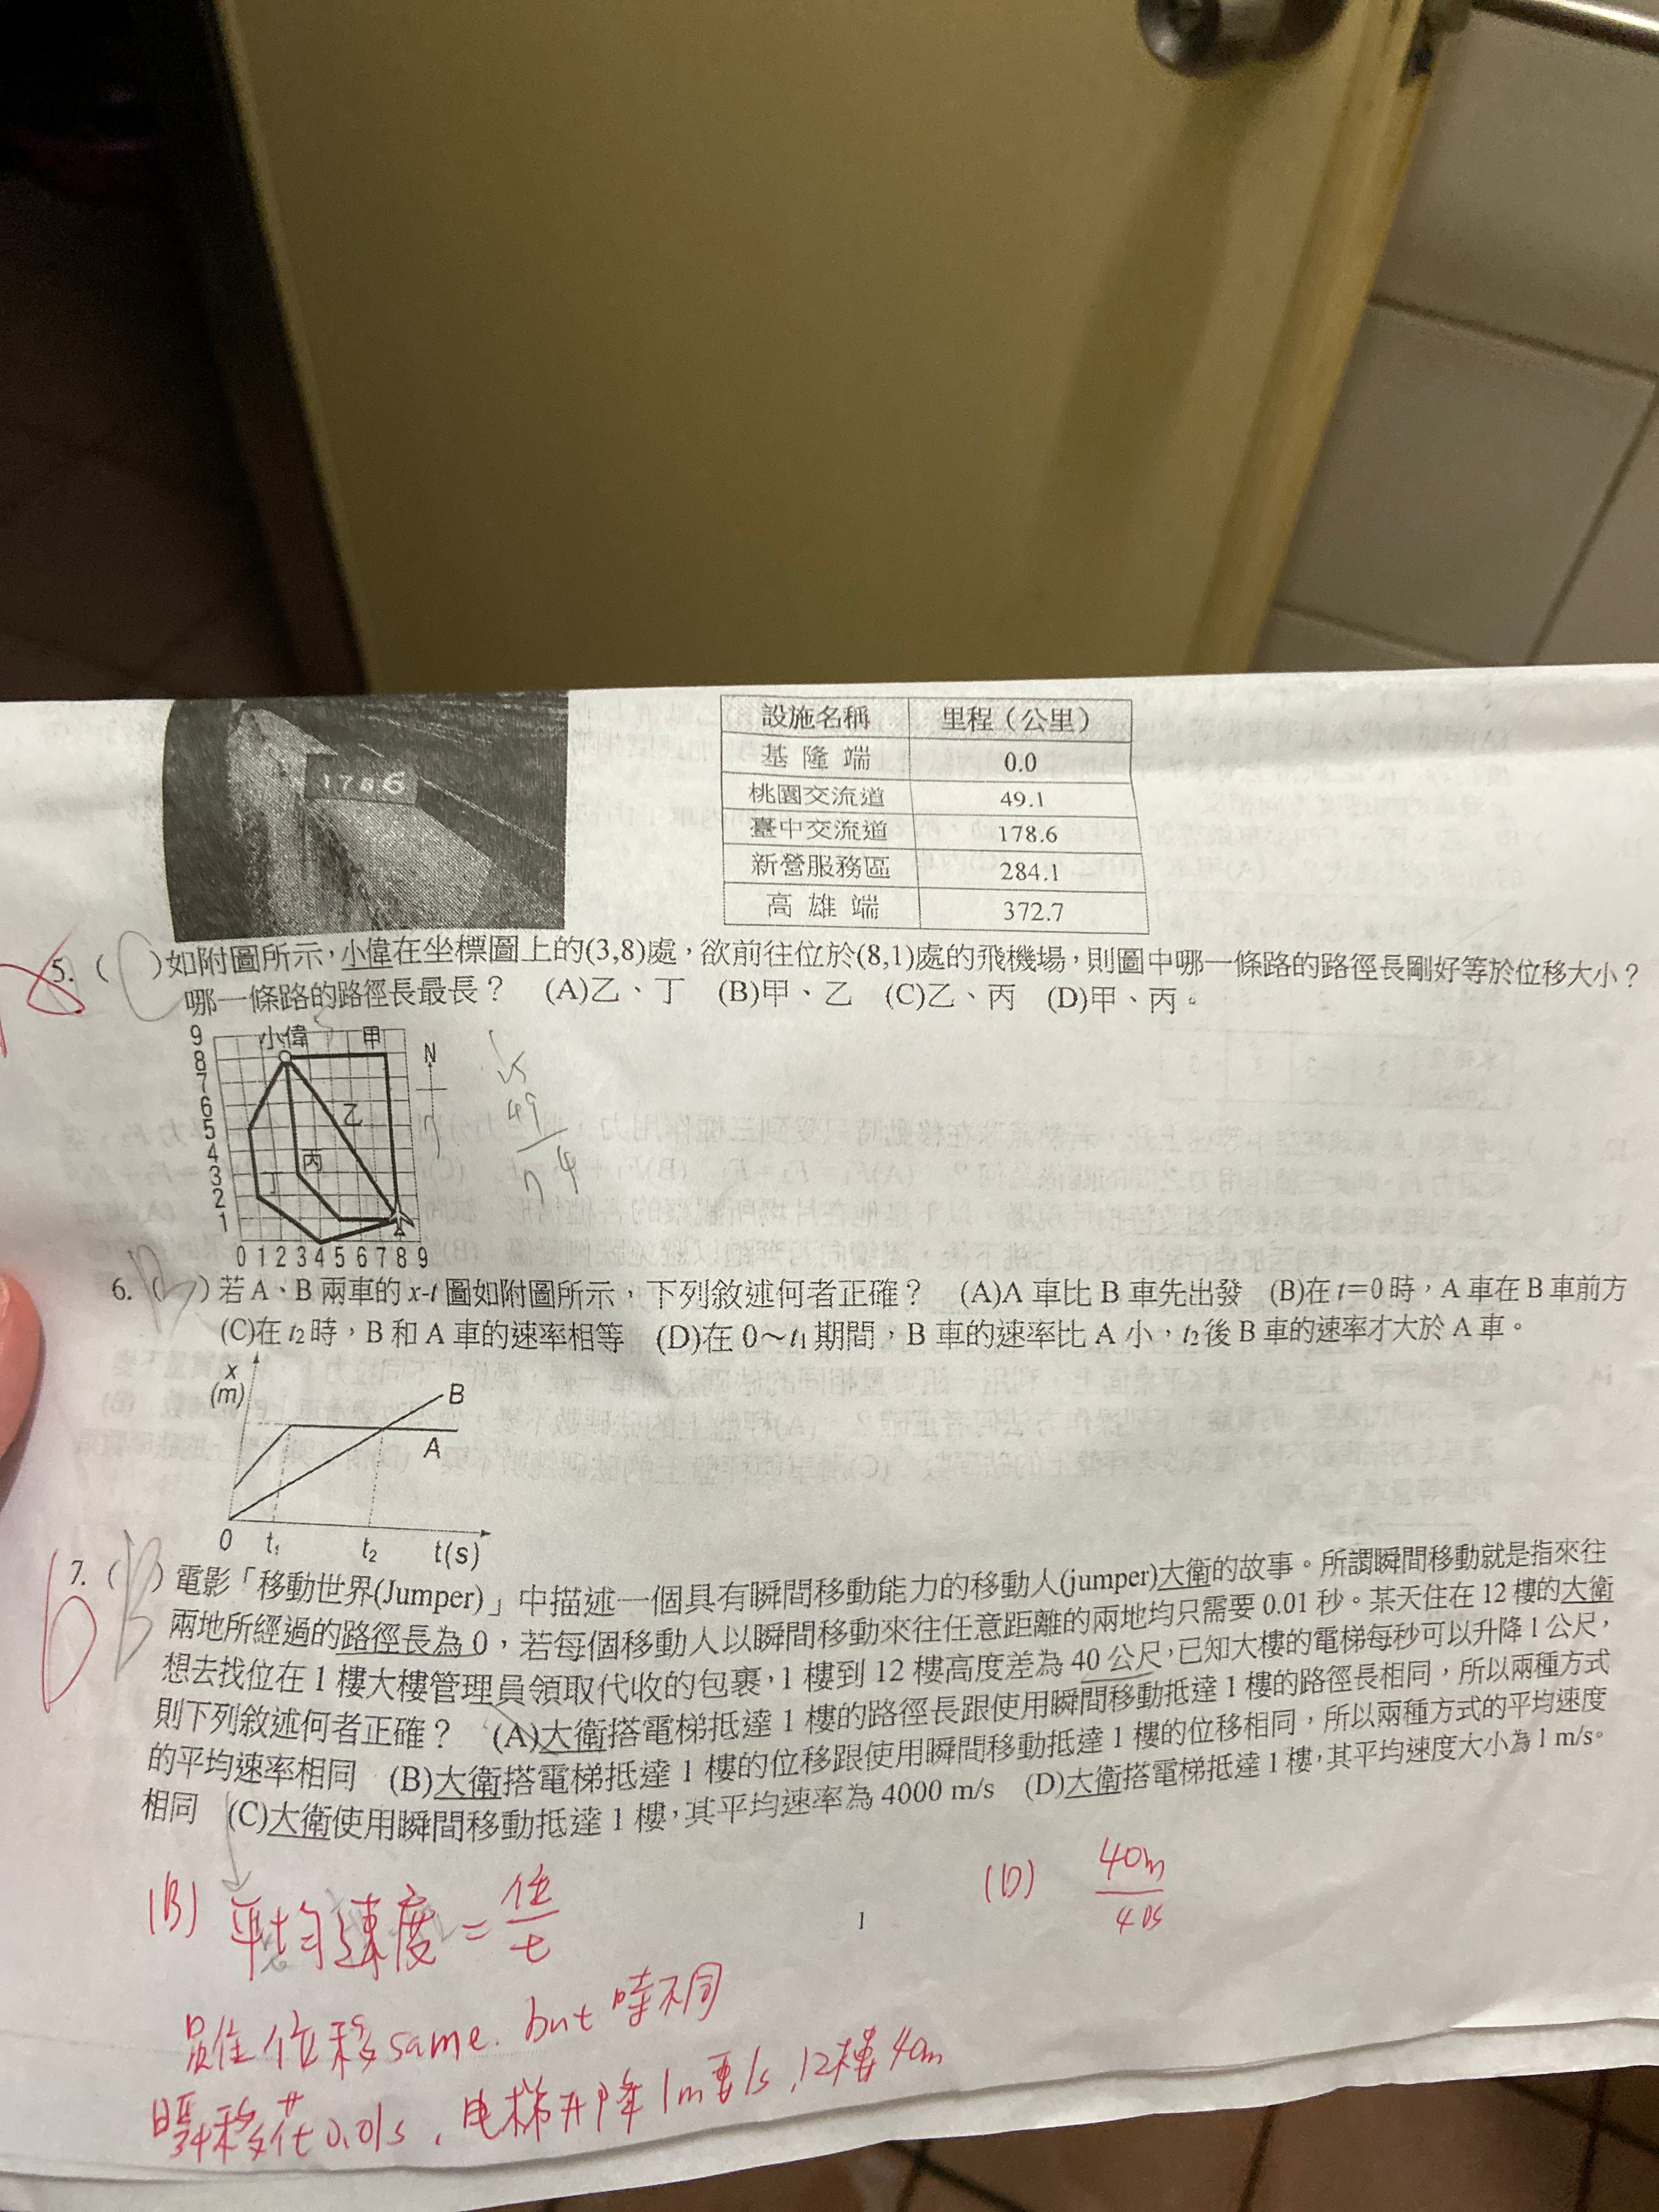 1786
設施名稱 里程（公里）
基隆端 0.0
桃園交流道 49.1
臺中交流道 178.6
新營服務區 284.1
高雄端 372.7
5. ( C )如附圖所示，小偉在坐標圖上的(3,8)處，欲前往位於(8,1)處的飛機場，則圖中哪一條路的路徑長剛好等於位移大小？
哪一條路的路徑長最長？ (A)乙、丁 (B)甲、乙 (C)乙、丙 (D)甲、丙。
9
8
7
6
5
4
3
2
1
小偉 甲
乙
丙
丁
N
0 1 2 3 4 5 6 7 8 9
49
6. ( B )若A、B兩車的x-t圖如附圖所示，下列敘述何者正確？ (A)A車比B車先出發 (B)在t=0時，A車在B車前方
(C)在t₂時，B和A車的速率相等 (D)在0～t₁期間，B車的速率比A小，t₂後B車的速率才大於A車。
x
(m)
B
A
0 t₁ t₂ t(s)
7. ( B )電影「移動世界(Jumper)」中描述一個具有瞬間移動能力的移動人(jumper)大衛的故事。所謂瞬間移動就是指來往
兩地所經過的路徑長為0，若每個移動人以瞬間移動來往任意距離的兩地均只需要0.01秒。某天住在12樓的大衛
想去找位在1樓大樓管理員領取代收的包裹，1樓到12樓高度差為40公尺，已知大樓的電梯每秒可以升降1公尺，
則下列敘述何者正確？ (A)大衛搭電梯抵達1樓的路徑長跟使用瞬間移動抵達1樓的路徑長相同，所以兩種方式
的平均速率相同 (B)大衛搭電梯抵達1樓的位移跟使用瞬間移動抵達1樓的位移相同，所以兩種方式的平均速度
相同 (C)大衛使用瞬間移動抵達1樓，其平均速率為4000 m/s (D)大衛搭電梯抵達1樓，其平均速度大小為1 m/s。
(B) 平均速度=位/t
(D) 40m/40s
1
雖位移same. but 時不同
瞬移花0.01s，电梯升降1m要1s，12樓40m